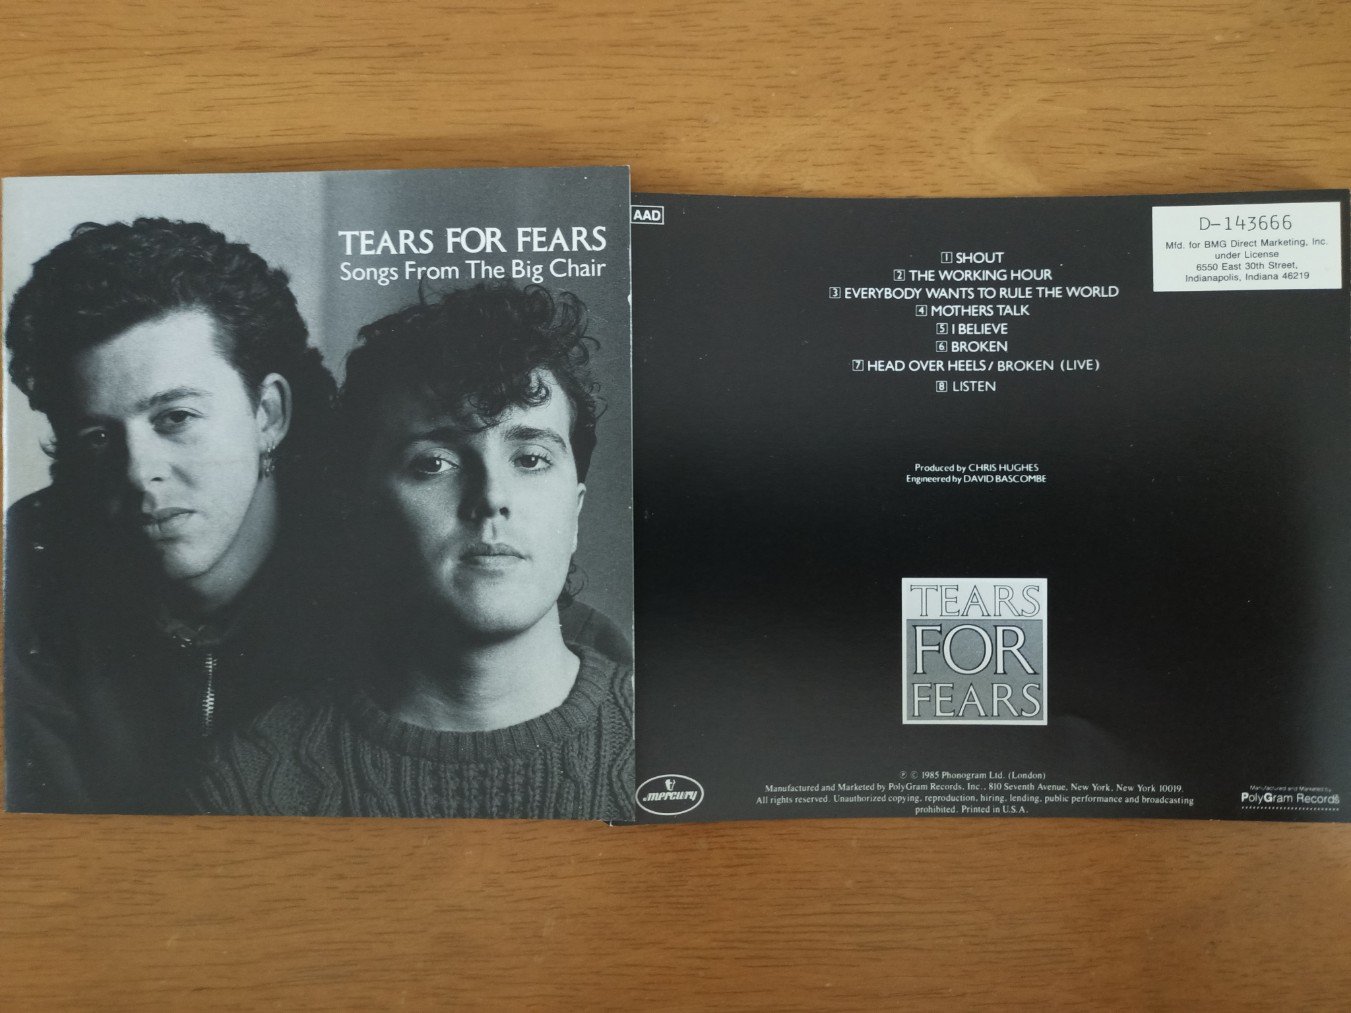 TEARS FOR FEARS
Songs From The Big Chair
AAD
D-143666
Mfd. for BMG Direct Marketing, Inc.
under License
6550 East 30th Street,
Indianapolis, Indiana 46219
1 SHOUT
2 THE WORKING HOUR
3 EVERYBODY WANTS TO RULE THE WORLD
4 MOTHERS TALK
5 I BELIEVE
6 BROKEN
7 HEAD OVER HEELS / BROKEN (LIVE)
8 LISTEN
Produced by CHRIS HUGHES
Engineered by DAVID BASCOMBE
TEARS
FOR
FEARS
mercury
℗ © 1985 Phonogram Ltd. (London)
Manufactured and Marketed by PolyGram Records, Inc., 810 Seventh Avenue, New York, New York 10019.
All rights reserved. Unauthorized copying, reproduction, hiring, lending, public performance and broadcasting
prohibited. Printed in U.S.A.
Manufactured and Marketed by
PolyGram Records